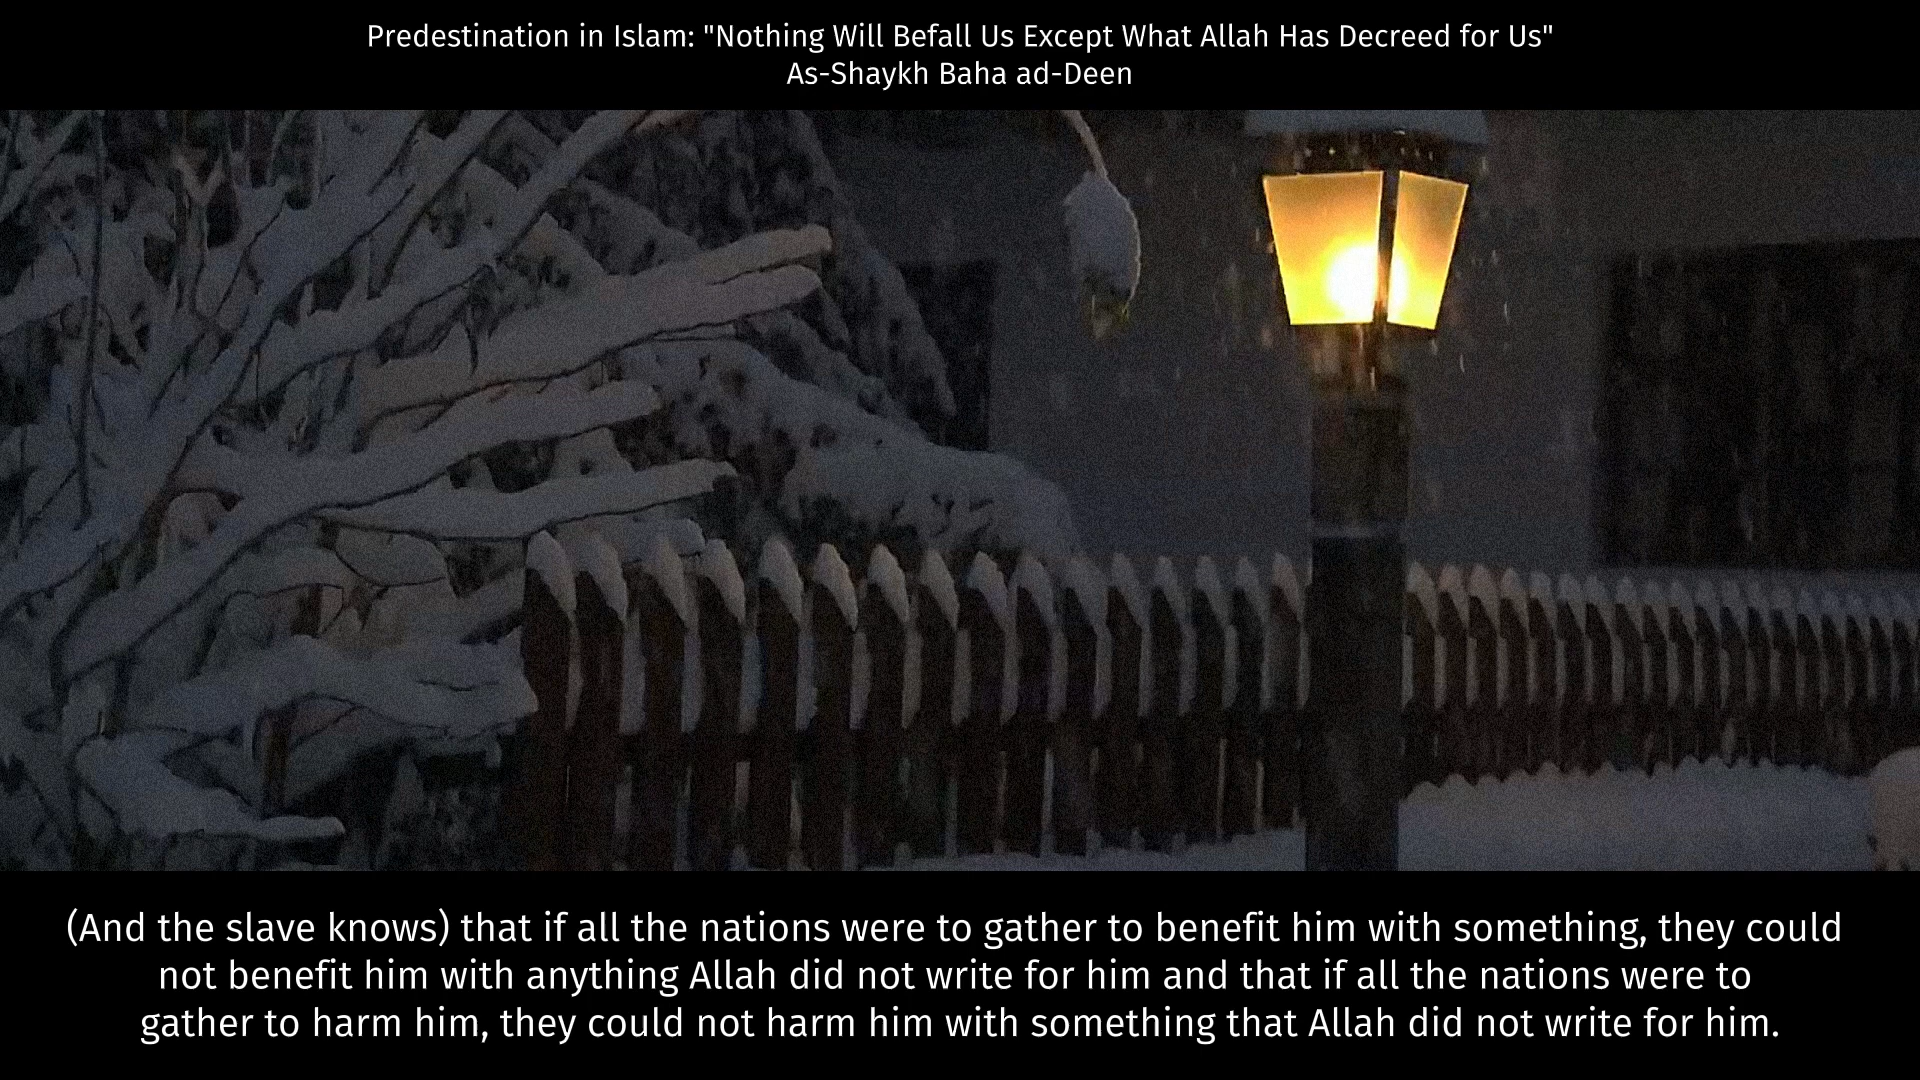 Predestination in Islam: "Nothing Will Befall Us Except What Allah Has Decreed for Us"
As-Shaykh Baha ad-Deen
(And the slave knows) that if all the nations were to gather to benefit him with something, they could
not benefit him with anything Allah did not write for him and that if all the nations were to
gather to harm him, they could not harm him with something that Allah did not write for him.